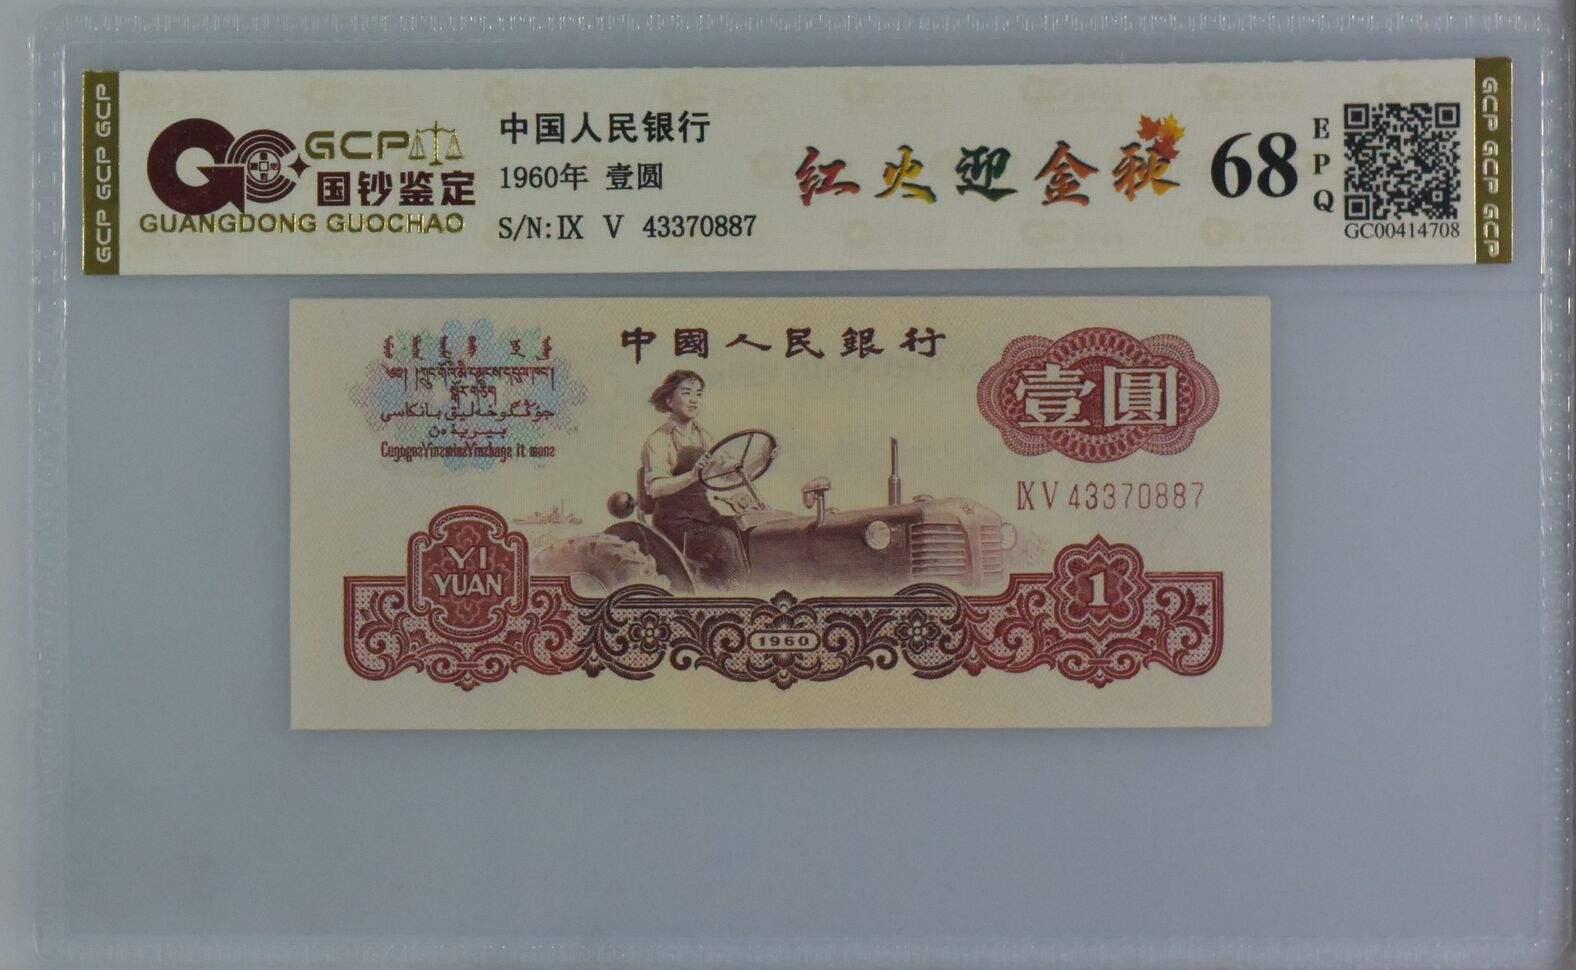 GCP GCP GCP
GCP
国钞鉴定
GUANGDONG GUOCHAO
中国人民银行
1960年 壹圆
S/N: IX V 43370887
红火迎金秋
68
EPQ
GC00414708
GCP GCP GCP
中國人民銀行
壹圓
IX V 43370887
YI
YUAN
1960
1